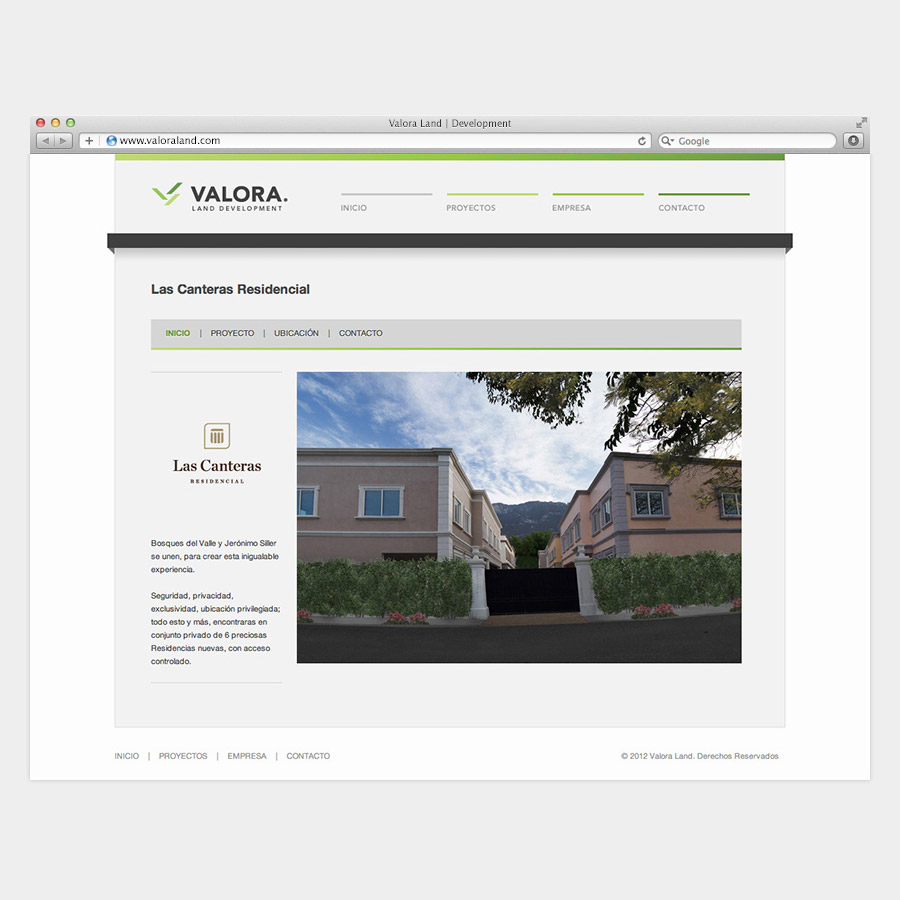 Valora Land | Development
www.valoraland.com
Google
VALORA.
LAND DEVELOPMENT
INICIO
PROYECTOS
EMPRESA
CONTACTO
Las Canteras Residencial
INICIO | PROYECTO | UBICACIÓN | CONTACTO
Las Canteras
RESIDENCIAL
Bosques del Valle y Jerónimo Siller
se unen, para crear esta inigualable
experiencia.
Seguridad, privacidad,
exclusividad, ubicación privilegiada;
todo esto y más, encontraras en
conjunto privado de 6 preciosas
Residencias nuevas, con acceso
controlado.
INICIO | PROYECTOS | EMPRESA | CONTACTO
© 2012 Valora Land. Derechos Reservados